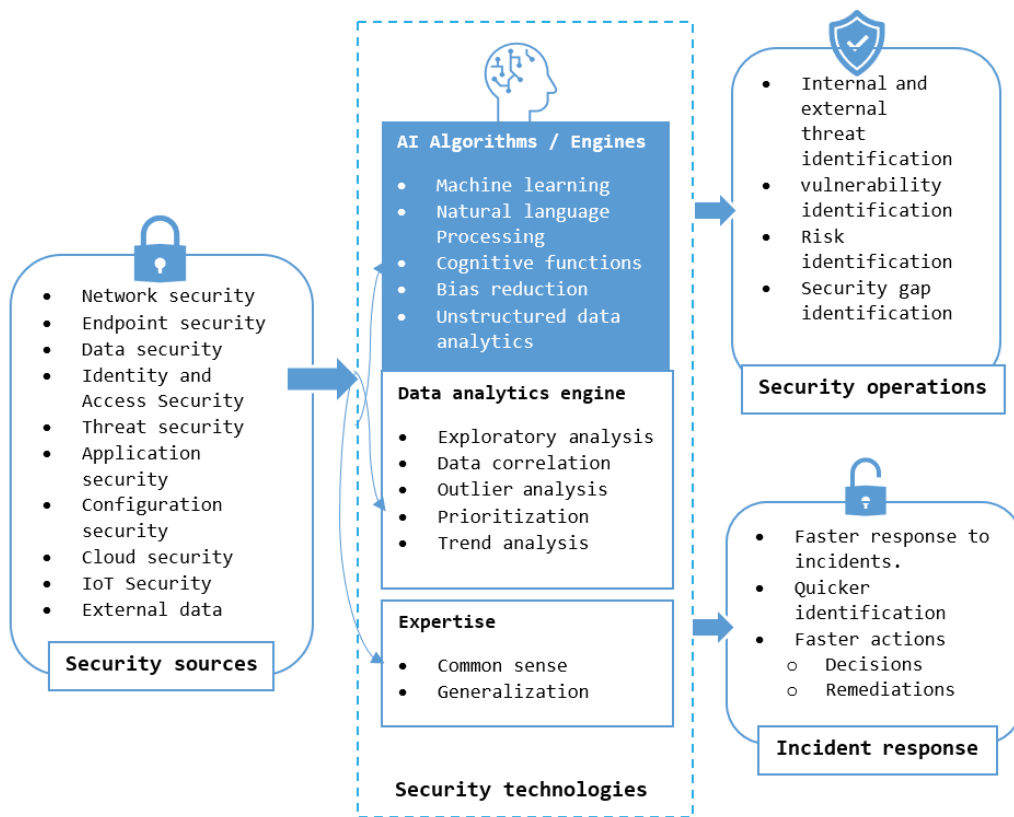 • Network security
• Endpoint security
• Data security
• Identity and
Access Security
• Threat security
• Application
security
• Configuration
security
• Cloud security
• IoT Security
• External data
Security sources
AI Algorithms / Engines
• Machine learning
• Natural language
Processing
• Cognitive functions
• Bias reduction
• Unstructured data
analytics
Data analytics engine
• Exploratory analysis
• Data correlation
• Outlier analysis
• Prioritization
• Trend analysis
Expertise
• Common sense
• Generalization
Security technologies
• Internal and
external
threat
identification
• vulnerability
identification
• Risk
identification
• Security gap
identification
Security operations
• Faster response to
incidents.
• Quicker
identification
• Faster actions
o Decisions
o Remediations
Incident response